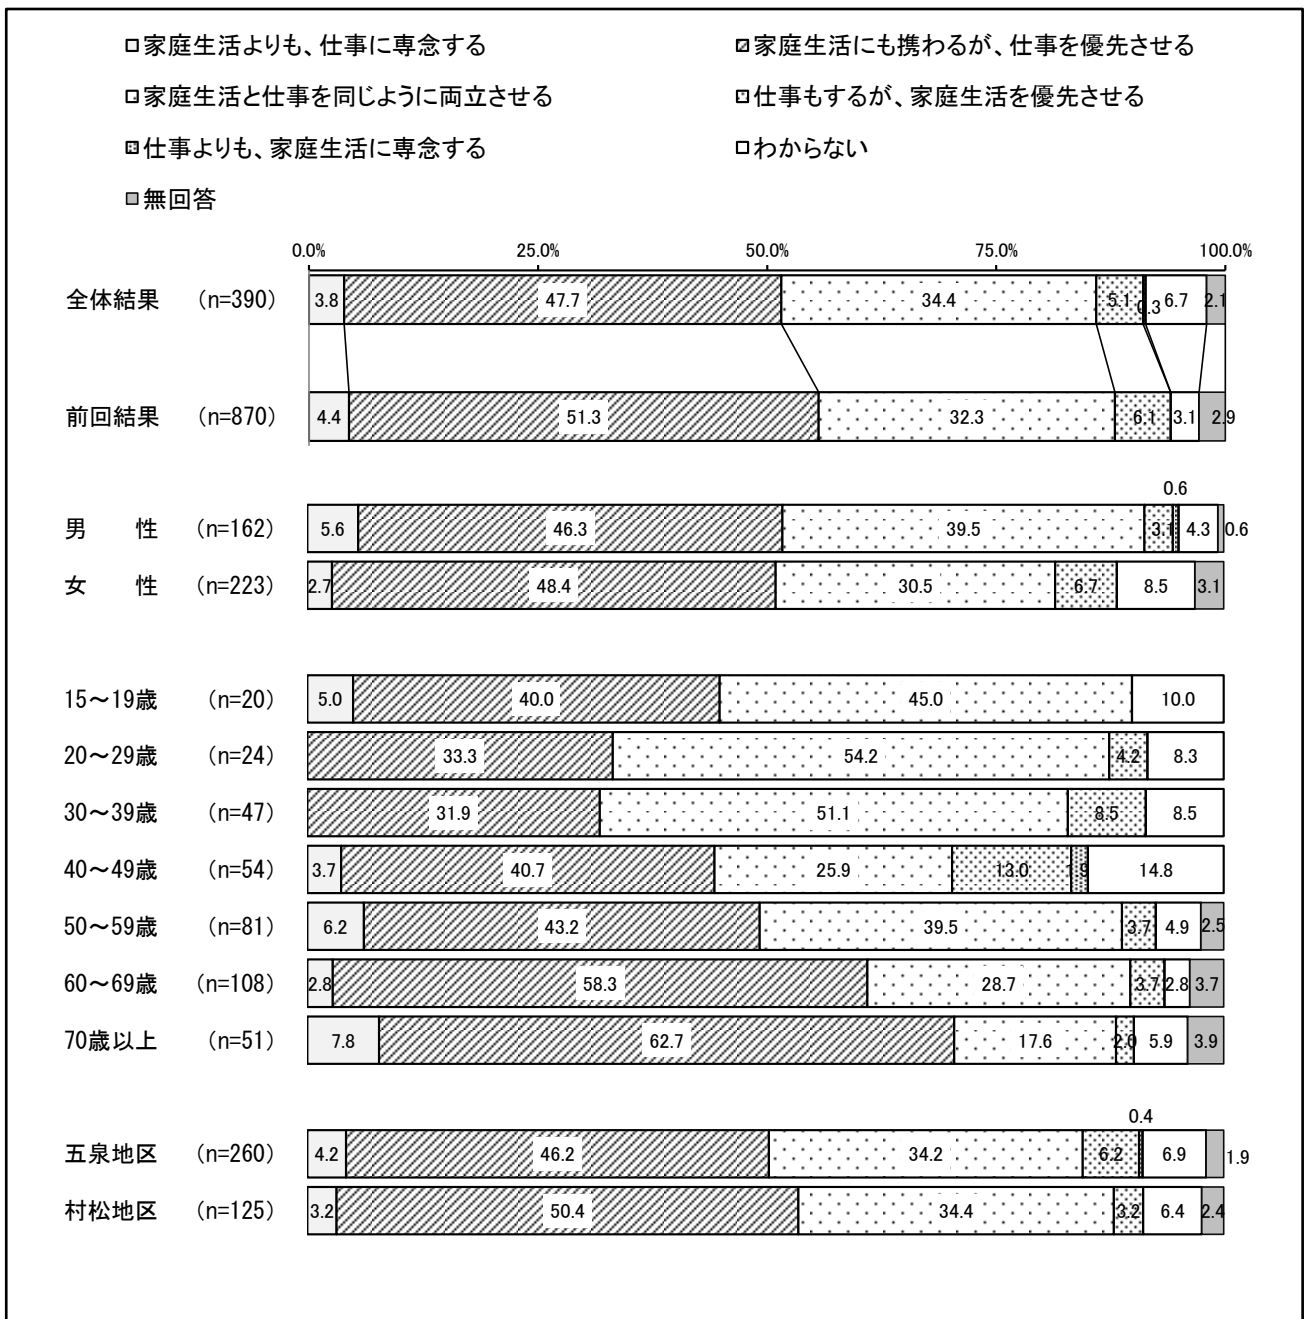 家庭生活よりも、仕事に専念する 家庭生活にも携わるが、仕事を優先させる
家庭生活と仕事を同じように両立させる 仕事もするが、家庭生活を優先させる
仕事よりも、家庭生活に専念する わからない
無回答
0.0% 25.0% 50.0% 75.0% 100.0%
全体結果 (n=390) 3.8 47.7 34.4 5.1 0.3 6.7 2.1
前回結果 (n=870) 4.4 51.3 32.3 6.1 3.1 2.9
0.6
男 性 (n=162) 5.6 46.3 39.5 3.1 4.3 0.6
女 性 (n=223) 2.7 48.4 30.5 6.7 8.5 3.1
15～19歳 (n=20) 5.0 40.0 45.0 10.0
20～29歳 (n=24) 33.3 54.2 4.2 8.3
30～39歳 (n=47) 31.9 51.1 8.5 8.5
40～49歳 (n=54) 3.7 40.7 25.9 13.0 1.9 14.8
50～59歳 (n=81) 6.2 43.2 39.5 3.7 4.9 2.5
60～69歳 (n=108) 2.8 58.3 28.7 3.7 2.8 3.7
70歳以上 (n=51) 7.8 62.7 17.6 2.0 5.9 3.9
0.4
五泉地区 (n=260) 4.2 46.2 34.2 6.2 6.9 1.9
村松地区 (n=125) 3.2 50.4 34.4 3.2 6.4 2.4